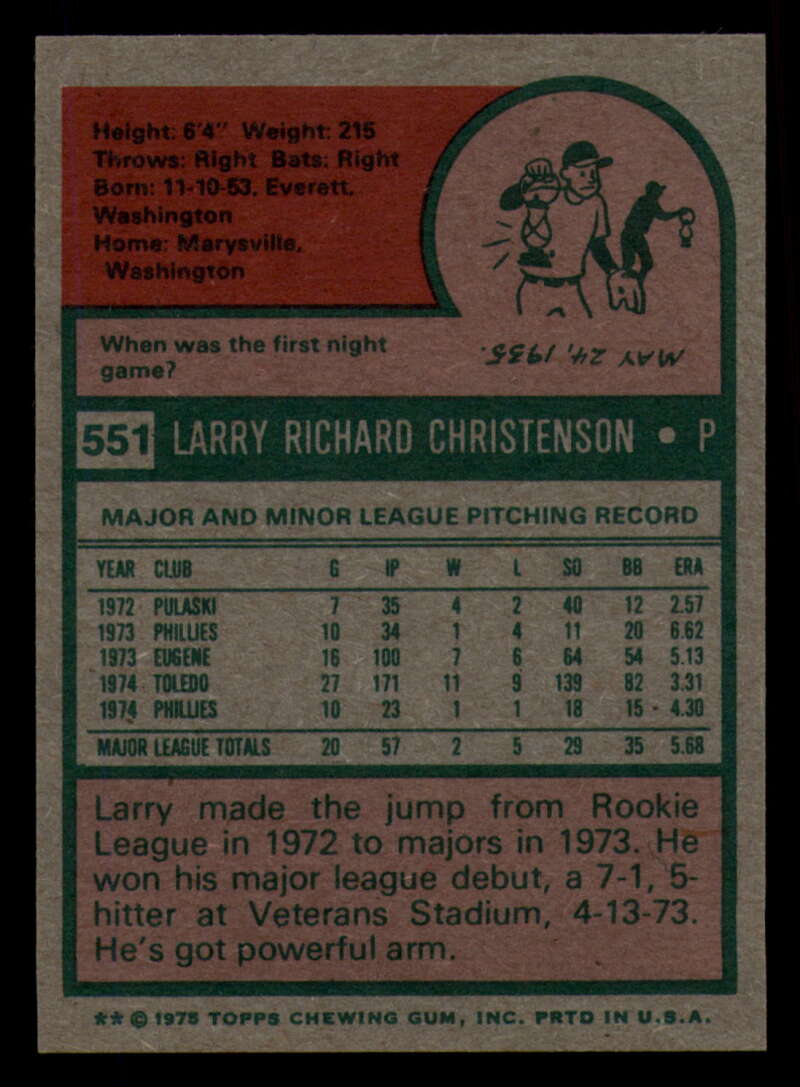 Height: 6'4" Weight: 215
Throws: Right Bats: Right
Born: 11-10-53, Everett,
Washington
Home: Marysville,
Washington
When was the first night
game?
MAY 24, 1935.
551 LARRY RICHARD CHRISTENSON • P
MAJOR AND MINOR LEAGUE PITCHING RECORD
YEAR CLUB G IP W L SO BB ERA
1972 PULASKI 7 35 4 2 40 12 2.57
1973 PHILLIES 10 34 1 4 11 20 6.62
1973 EUGENE 16 100 7 6 64 54 5.13
1974 TOLEDO 27 171 11 9 139 82 3.31
1974 PHILLIES 10 23 1 1 18 15 4.30
MAJOR LEAGUE TOTALS 20 57 2 5 29 35 5.68
Larry made the jump from Rookie
League in 1972 to majors in 1973. He
won his major league debut, a 7-1, 5-
hitter at Veterans Stadium, 4-13-73.
He's got powerful arm.
** © 1975 TOPPS CHEWING GUM, INC. PRTD IN U.S.A.